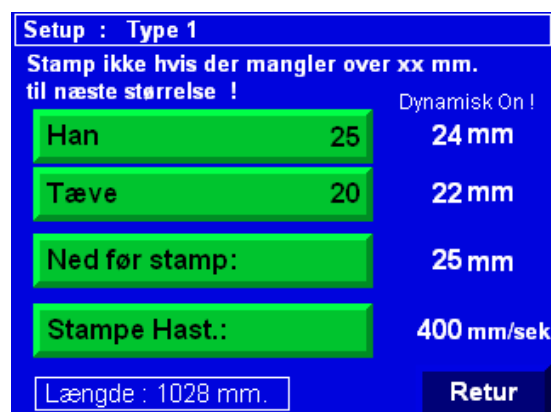 Setup : Type 1
Stamp ikke hvis der mangler over xx mm.
til næste størrelse !
Dynamisk On !
Han 25 24 mm
Tæve 20 22 mm
Ned før stamp: 25 mm
Stampe Hast.: 400 mm/sek
Længde : 1028 mm. Retur